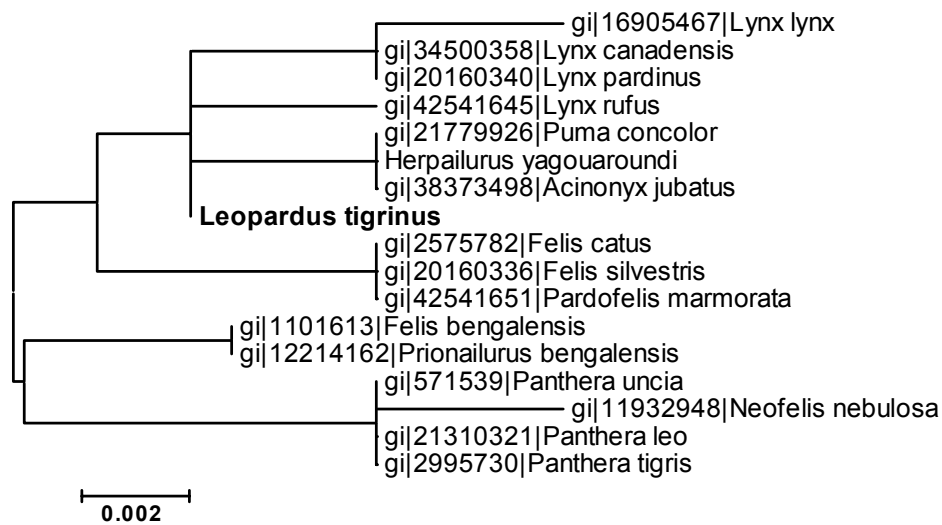 gi|16905467|Lynx lynx
gi|34500358|Lynx canadensis
gi|20160340|Lynx pardinus
gi|42541645|Lynx rufus
gi|21779926|Puma concolor
Herpailurus yagouaroundi
gi|38373498|Acinonyx jubatus
Leopardus tigrinus
gi|2575782|Felis catus
gi|20160336|Felis silvestris
gi|42541651|Pardofelis marmorata
gi|1101613|Felis bengalensis
gi|12214162|Prionailurus bengalensis
gi|571539|Panthera uncia
gi|11932948|Neofelis nebulosa
gi|21310321|Panthera leo
gi|2995730|Panthera tigris
0.002